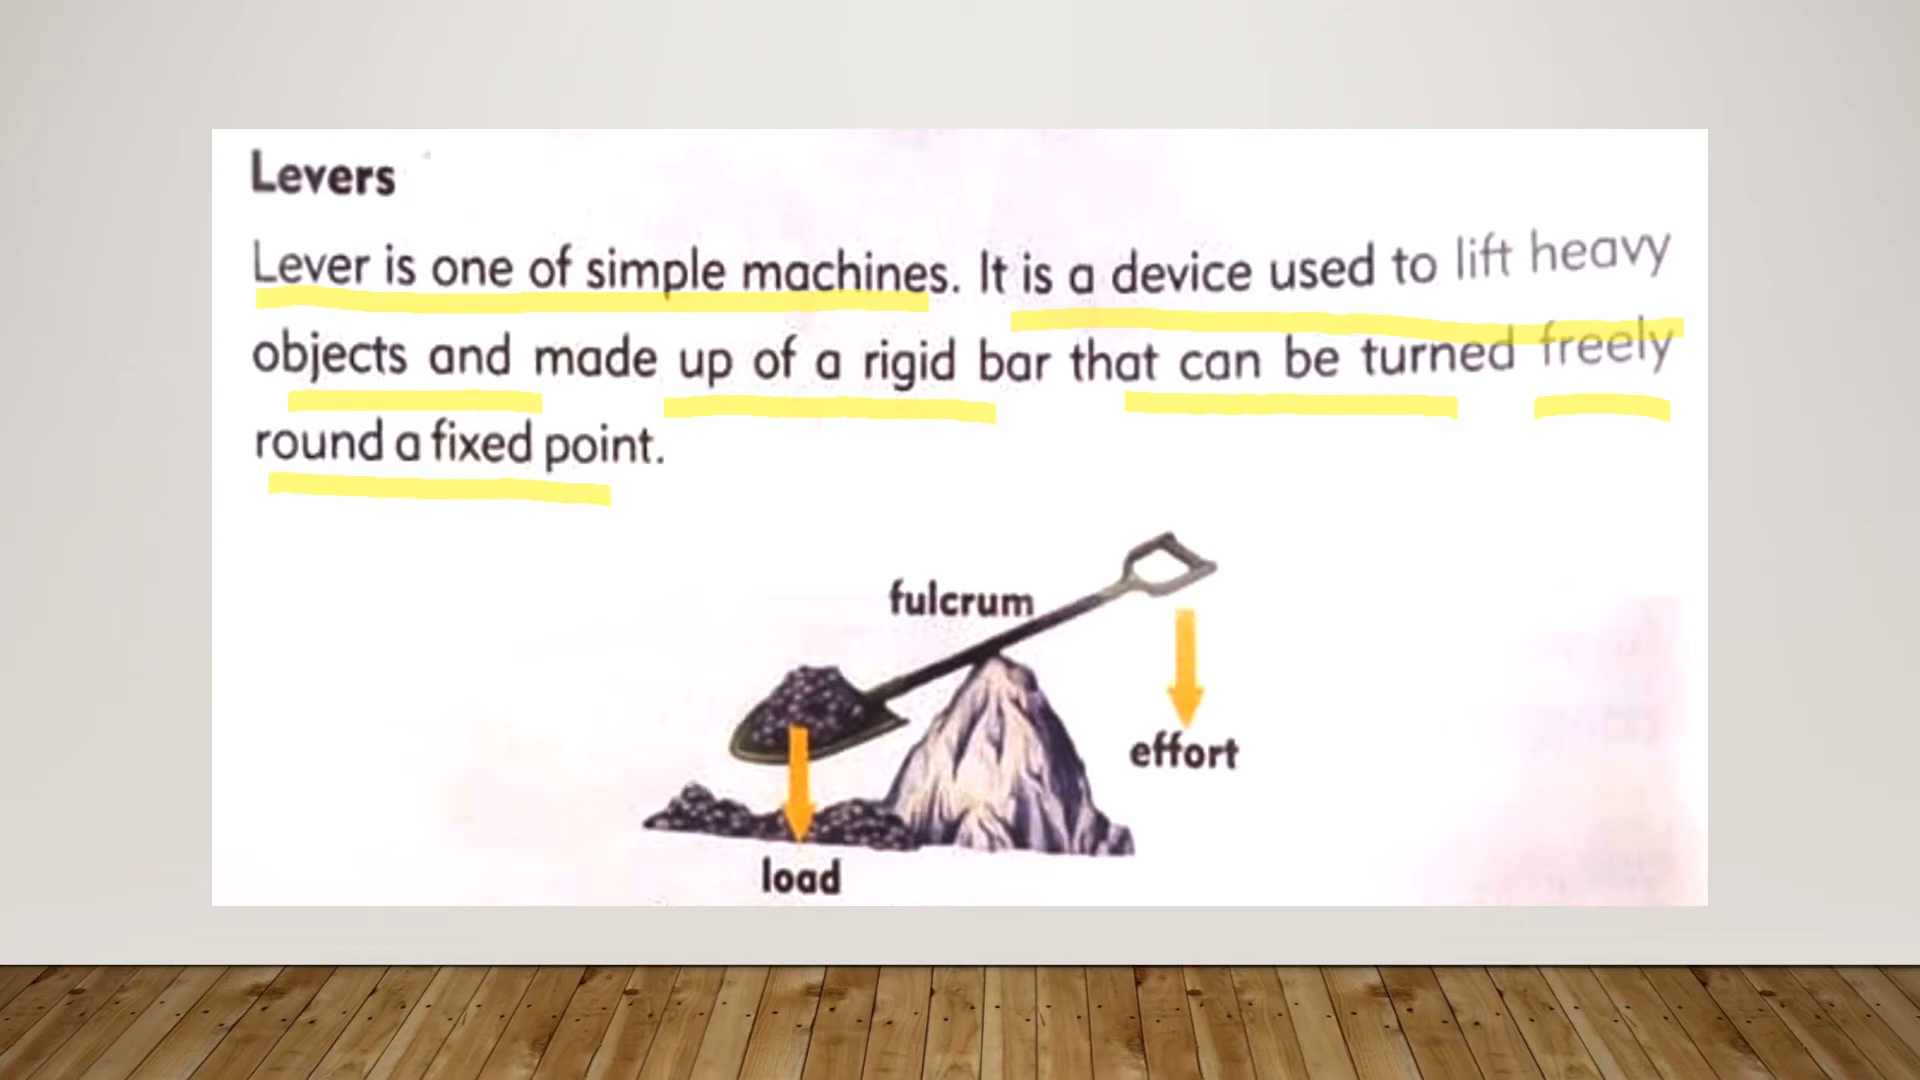 Levers
Lever is one of simple machines. It is a device used to lift heavy
objects and made up of a rigid bar that can be turned freely
round a fixed point.
fulcrum
effort
load